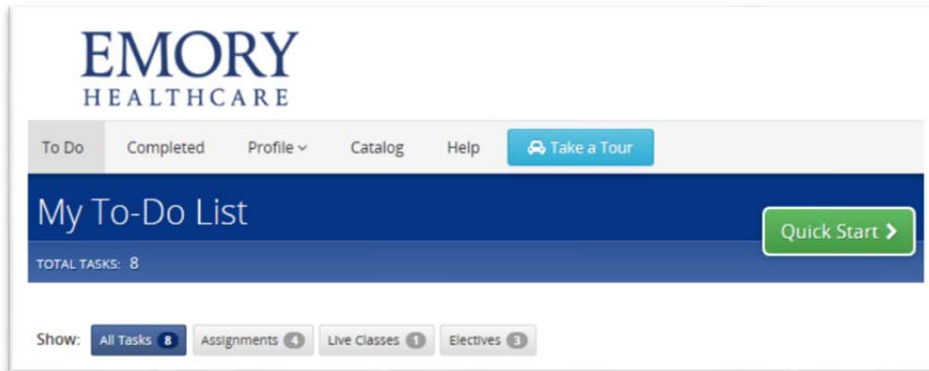 EMORY
HEALTHCARE
To Do Completed Profile Catalog Help Take a Tour
My To-Do List
Quick Start
TOTAL TASKS: 8
Show: All Tasks 8 Assignments 4 Live Classes 1 Electives 3